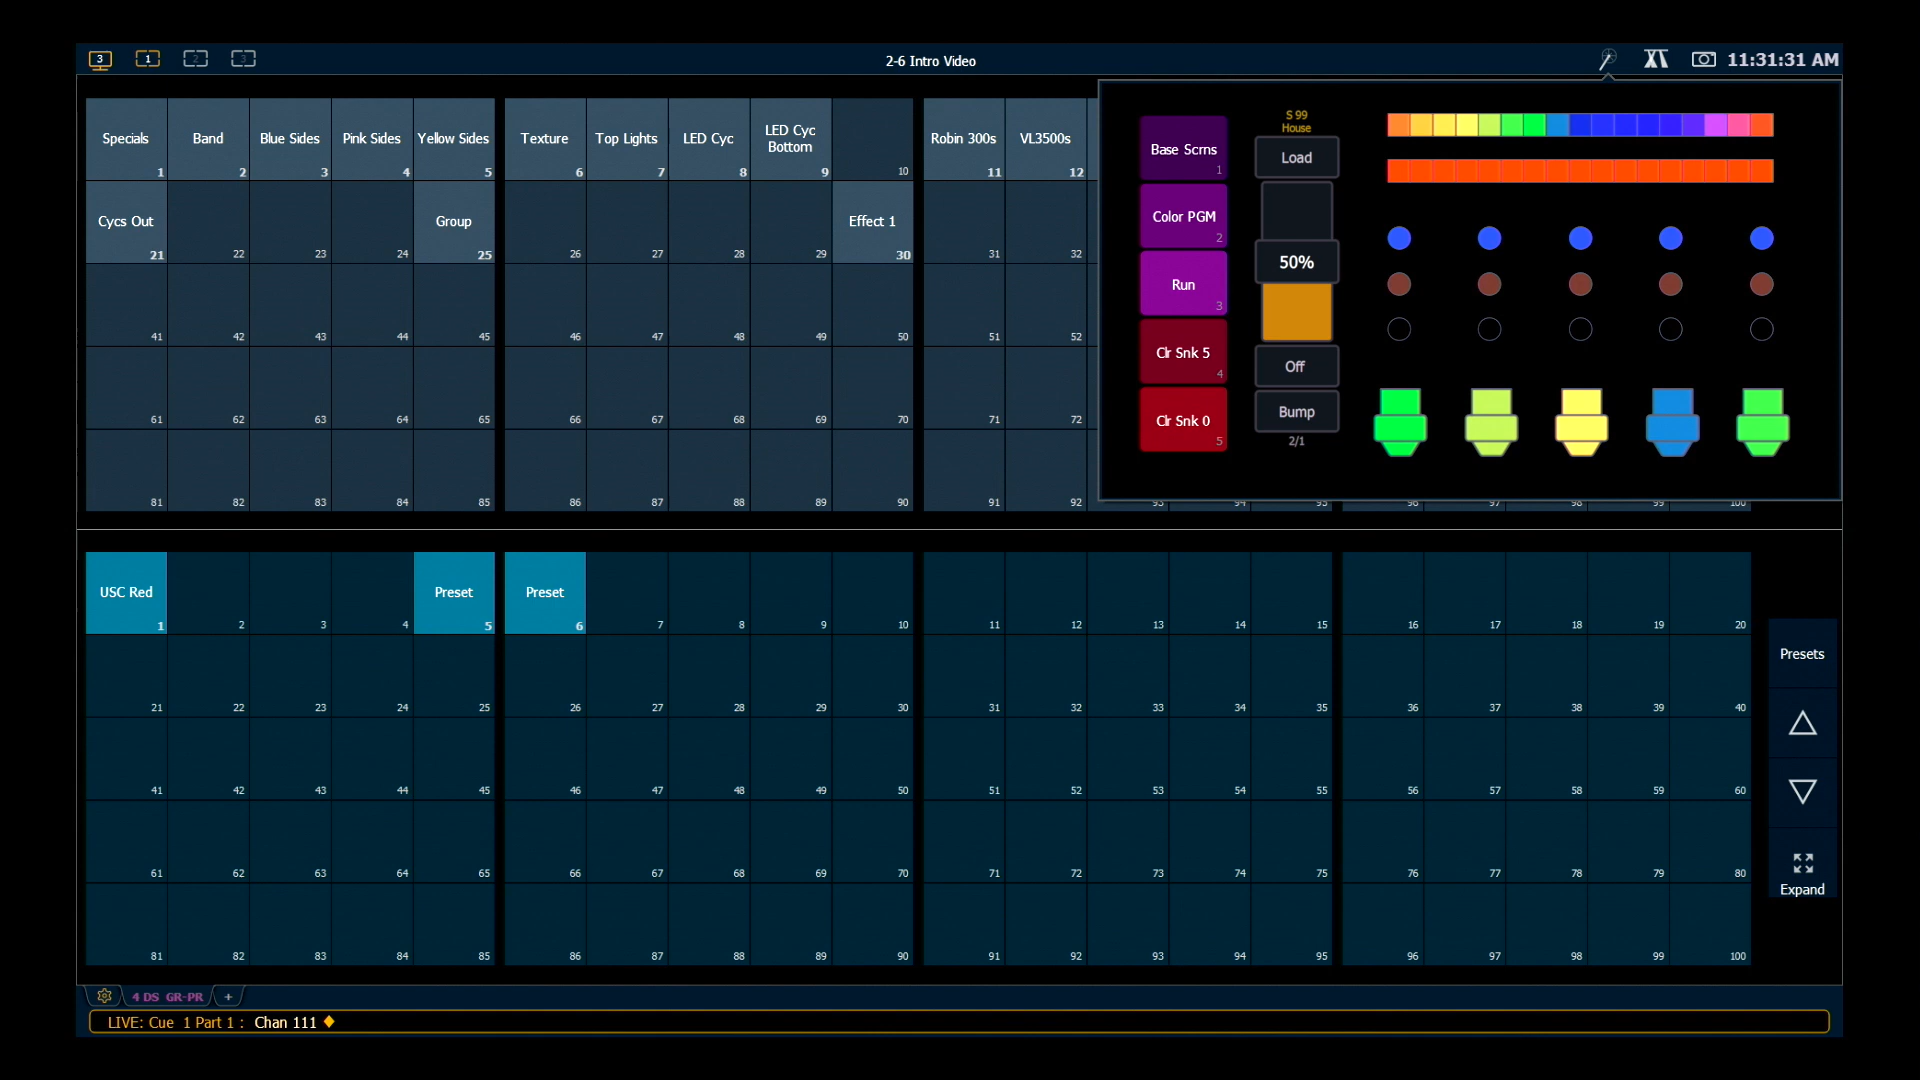 3 1 2 3 2-6 Intro Video 11:31:31 AM
Specials Band Blue Sides Pink Sides Yellow Sides Texture Top Lights LED Cyc LED Cyc Robin 300s VL3500s
Bottom
1 2 3 4 5 6 7 8 9 10 11 12
Cycs Out Group Effect 1
21 22 23 24 25 26 27 28 29 30 31 32
41 42 43 44 45 46 47 48 49 50 51 52
61 62 63 64 65 66 67 68 69 70 71 72
81 82 83 84 85 86 87 88 89 90 91 92 93 94 95 96 97 98 99 100
Base Scrns
1
Color PGM
2
Run
3
Clr Snk 5
4
Clr Snk 0
5
S 99
House
Load
50%
Off
Bump
2/1
USC Red Preset Preset
1 2 3 4 5 6 7 8 9 10 11 12 13 14 15 16 17 18 19 20
21 22 23 24 25 26 27 28 29 30 31 32 33 34 35 36 37 38 39 40
41 42 43 44 45 46 47 48 49 50 51 52 53 54 55 56 57 58 59 60
61 62 63 64 65 66 67 68 69 70 71 72 73 74 75 76 77 78 79 80
81 82 83 84 85 86 87 88 89 90 91 92 93 94 95 96 97 98 99 100
Presets
Expand
4 DS GR-PR +
LIVE: Cue 1 Part 1 : Chan 111